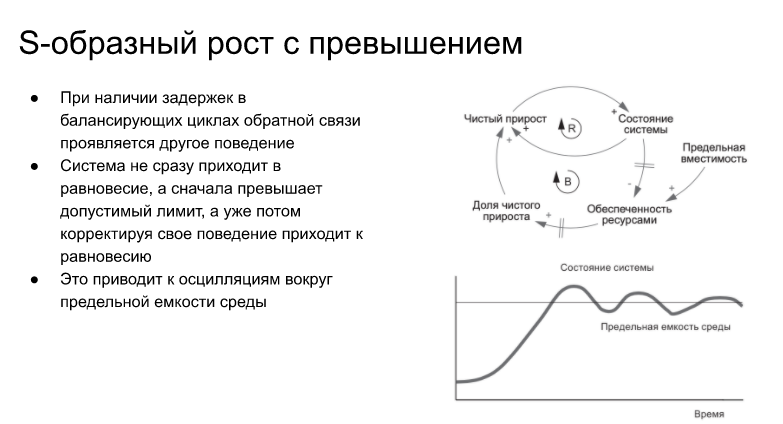 S-образный рост с превышением
● При наличии задержек в
балансирующих циклах обратной связи
проявляется другое поведение
● Система не сразу приходит в
равновесие, а сначала превышает
допустимый лимит, а уже потом
корректируя свое поведение приходит к
равновесию
● Это приводит к осцилляциям вокруг
предельной емкости среды
Чистый прирост
+
+
+
R
Состояние
системы
Предельная
вместимость
B
-
+
Доля чистого
прироста
+
Обеспеченность
ресурсами
Состояние системы
Предельная емкость среды
Время